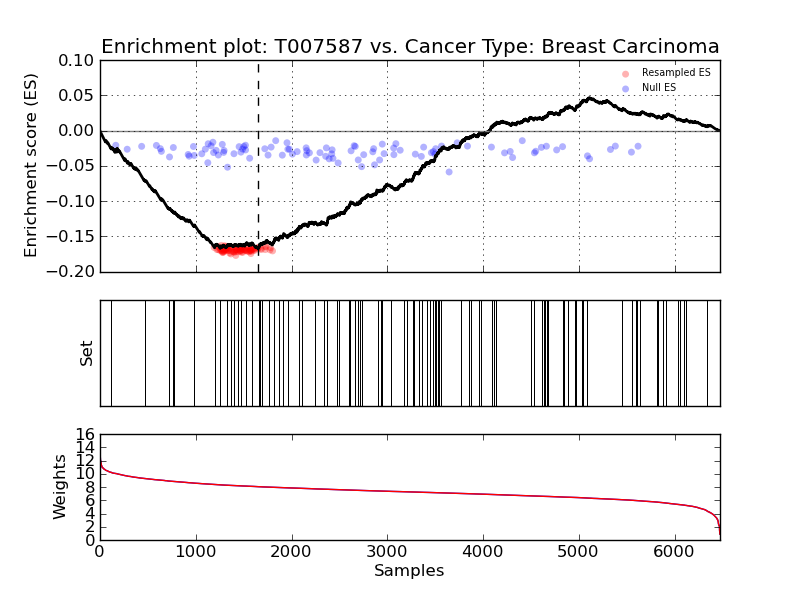 Enrichment plot: T007587 vs. Cancer Type: Breast Carcinoma
0.10
0.05
0.00
−0.05
−0.10
−0.15
−0.20
Enrichment score (ES)
Resampled ES
Null ES
Set
16
14
12
10
8
6
4
2
0
Weights
0 1000 2000 3000 4000 5000 6000
Samples